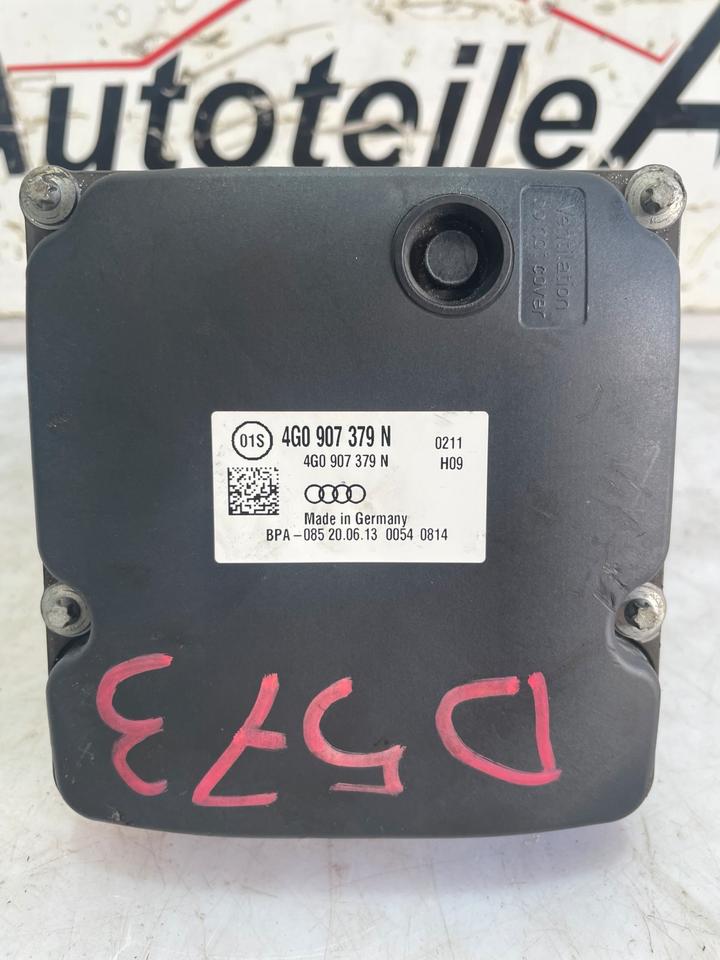 Autoteile A
Ventilation
do not cover
01S 4G0 907 379 N 0211
4G0 907 379 N H09
Made in Germany
BPA-085 20.06.13 0054 0814
D573